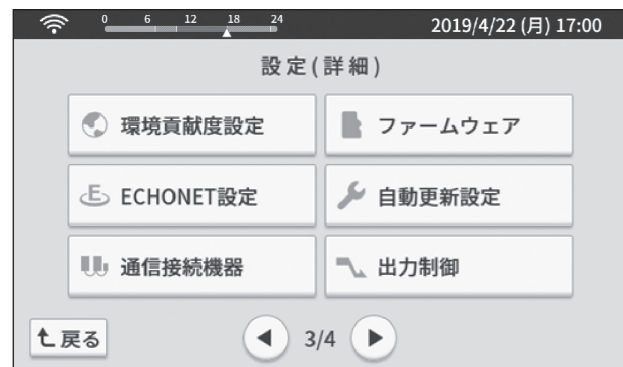 0 6 12 18 24 2019/4/22 (月) 17:00
設定(詳細)
環境貢献度設定 ファームウェア
ECHONET設定 自動更新設定
通信接続機器 出力制御
戻る 3/4